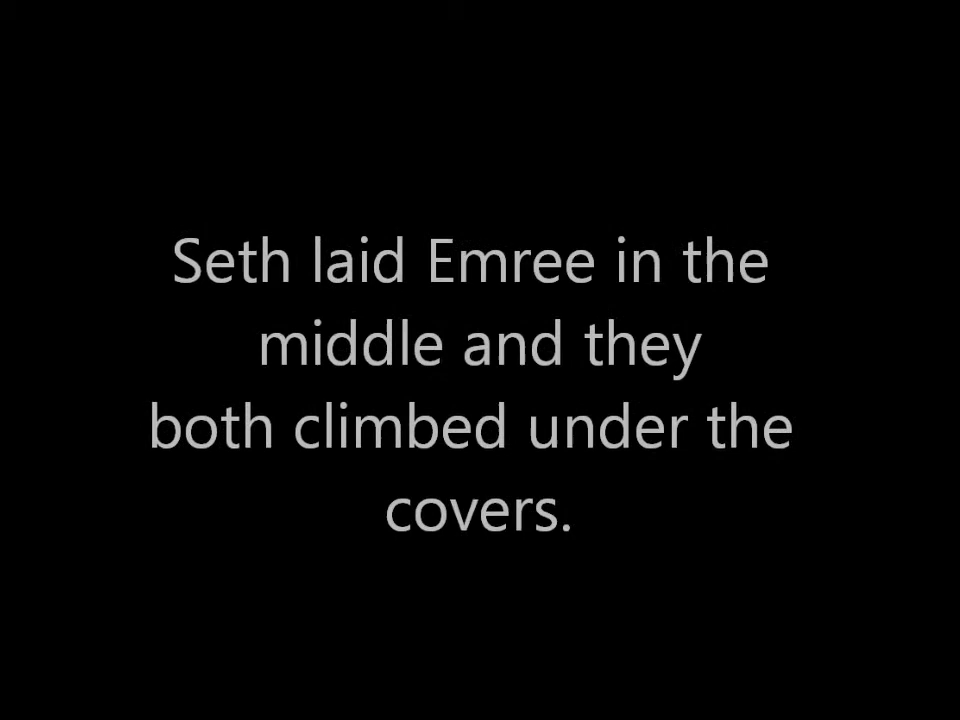 Seth laid Emree in the
middle and they
both climbed under the
covers.